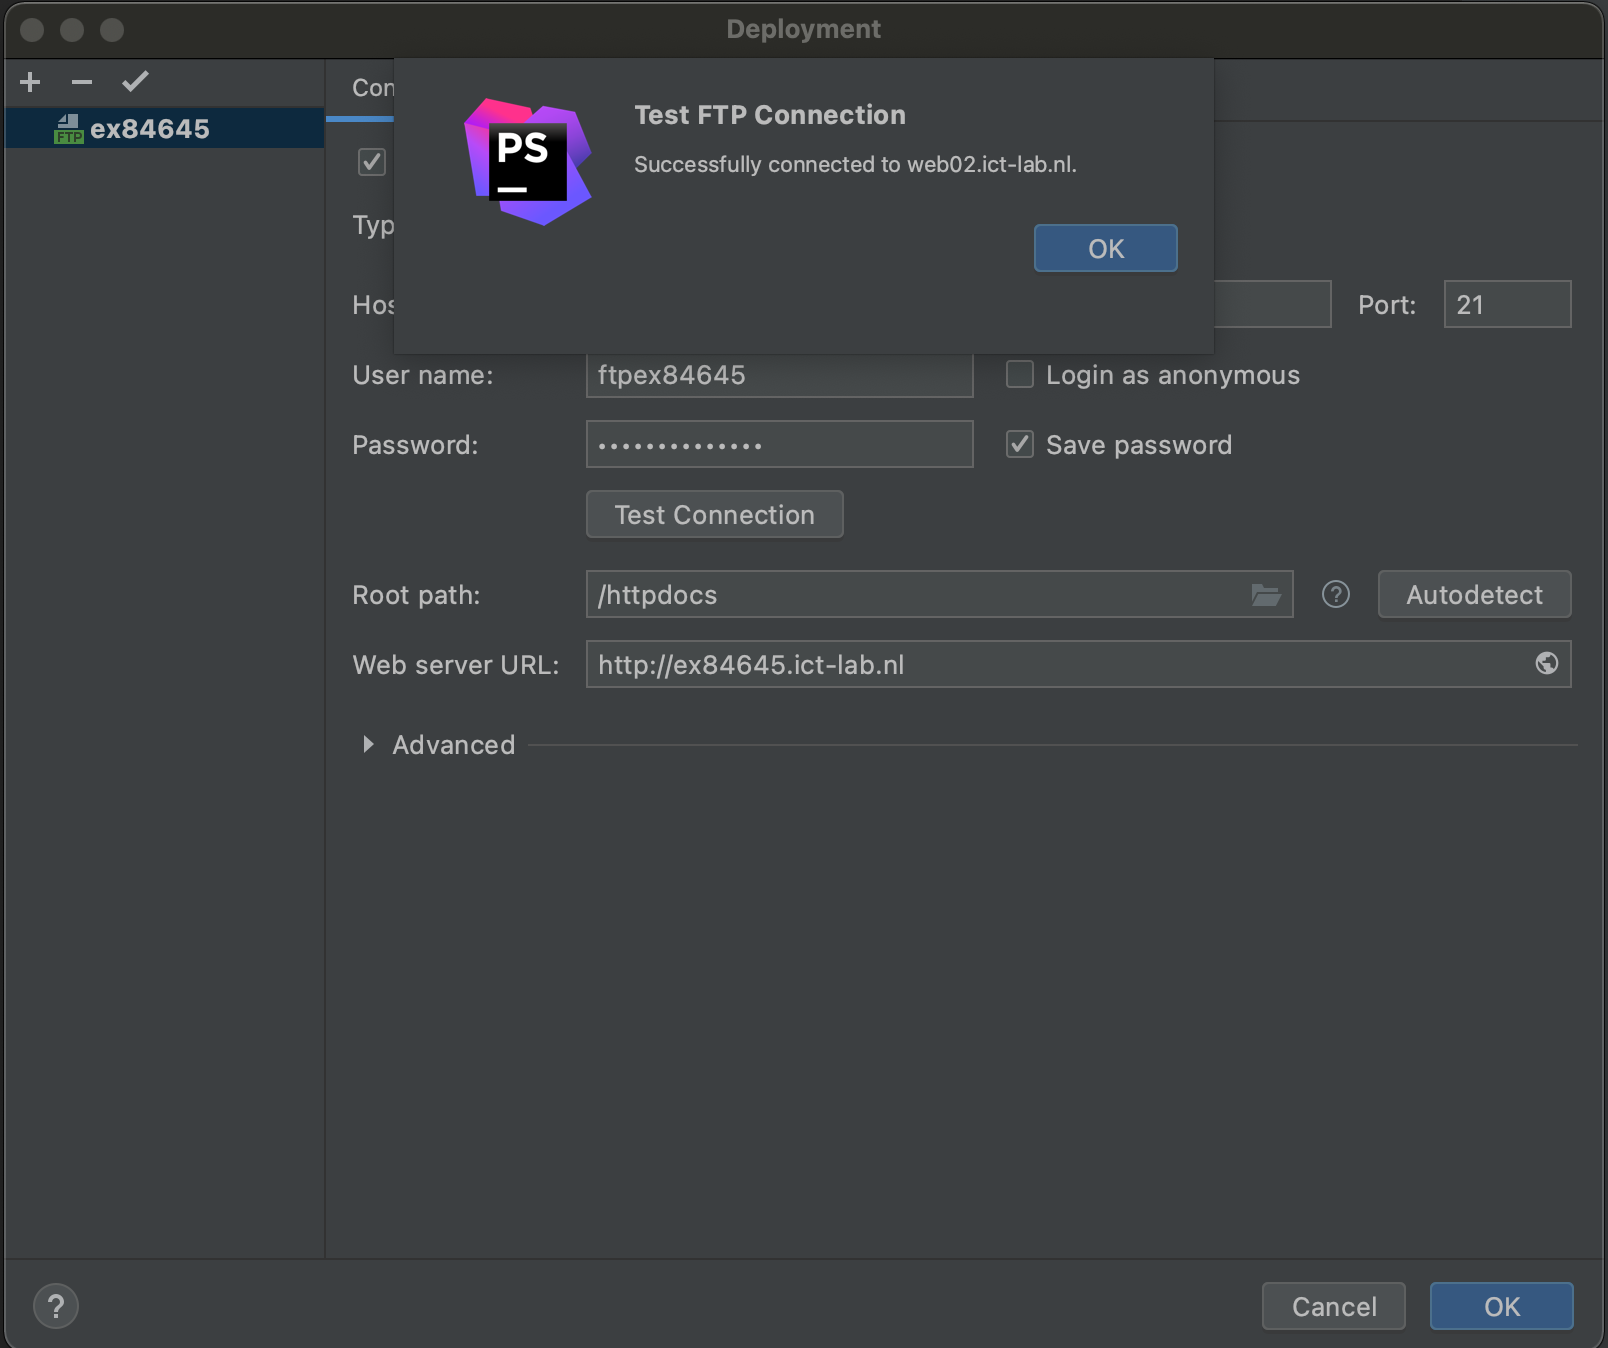 Deployment
FTP ex84645
Con
PS
Test FTP Connection
Successfully connected to web02.ict-lab.nl.
OK
Typ
Hos
Port: 21
User name: ftpex84645 Login as anonymous
Password: •••••••••••••• Save password
Test Connection
Root path: /httpdocs ? Autodetect
Web server URL: http://ex84645.ict-lab.nl
Advanced
? Cancel OK